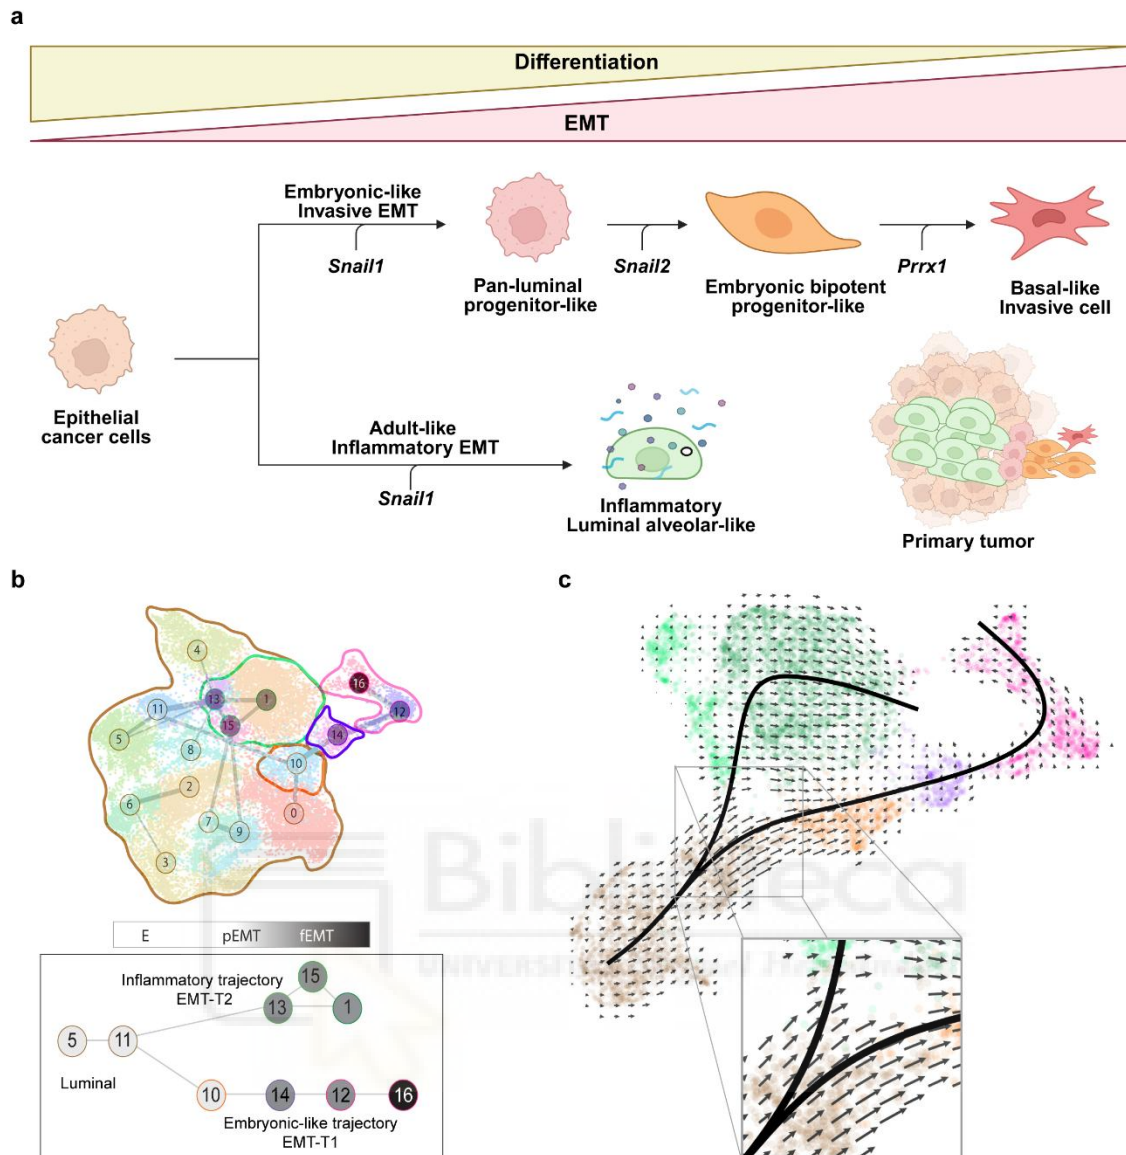 a
Differentiation
EMT
Embryonic-like
Invasive EMT
Snail1
Pan-luminal
progenitor-like
Snail2
Embryonic bipotent
progenitor-like
Prrx1
Basal-like
Invasive cell
Epithelial
cancer cells
Adult-like
Inflammatory EMT
Snail1
Inflammatory
Luminal alveolar-like
Primary tumor
b
4
11
13
1
15
5
8
16
12
14
10
2
6
0
7
9
3
E pEMT fEMT
Inflammatory trajectory
EMT-T2
15
13
1
5
11
Luminal
10
14
12
16
Embryonic-like trajectory
EMT-T1
c
Biblioteca